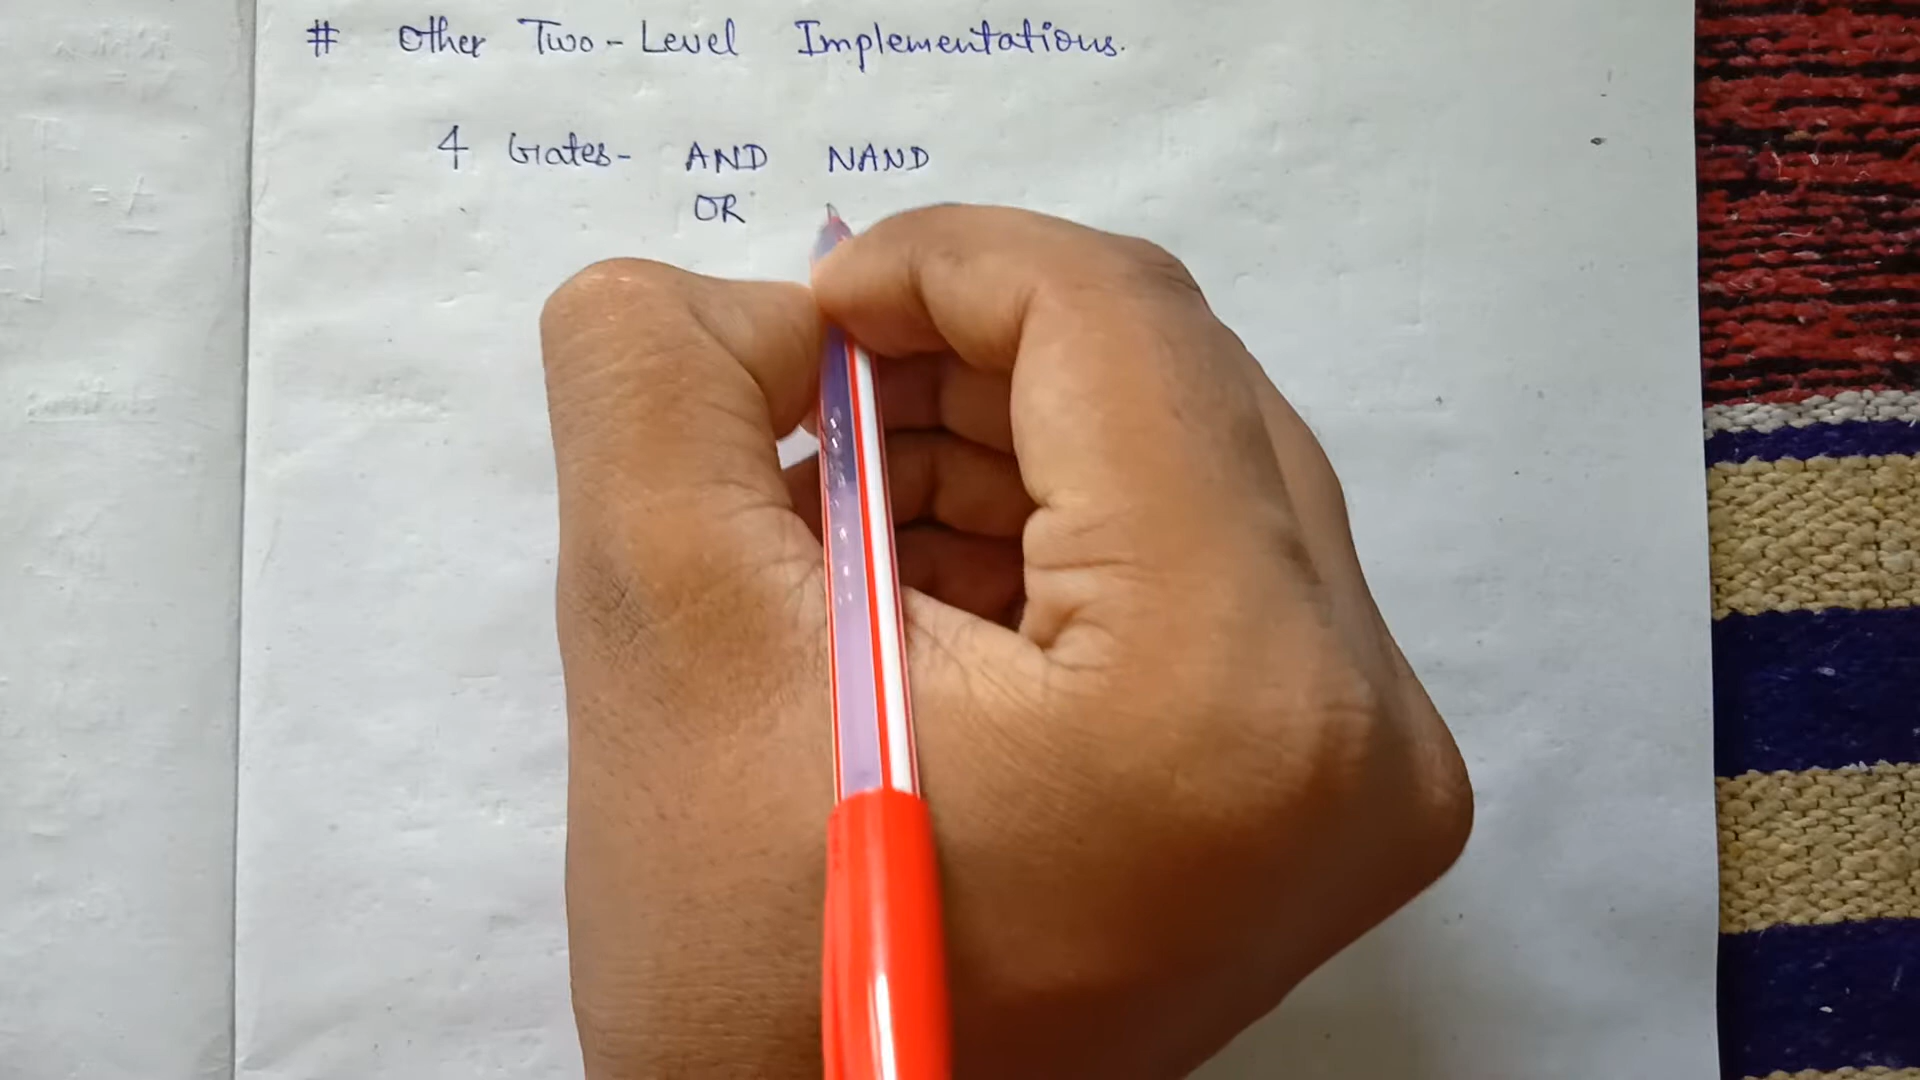 # Other Two-Level Implementations.
4 Gates- AND NAND
OR